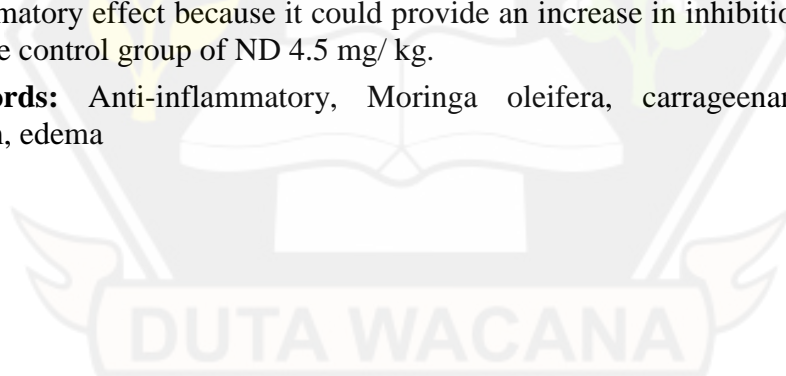 matory effect because it could provide an increase in inhibitio
e control group of ND 4.5 mg/ kg.
ords: Anti-inflammatory, Moringa oleifera, carrageenan
, edema
DUTA WACANA